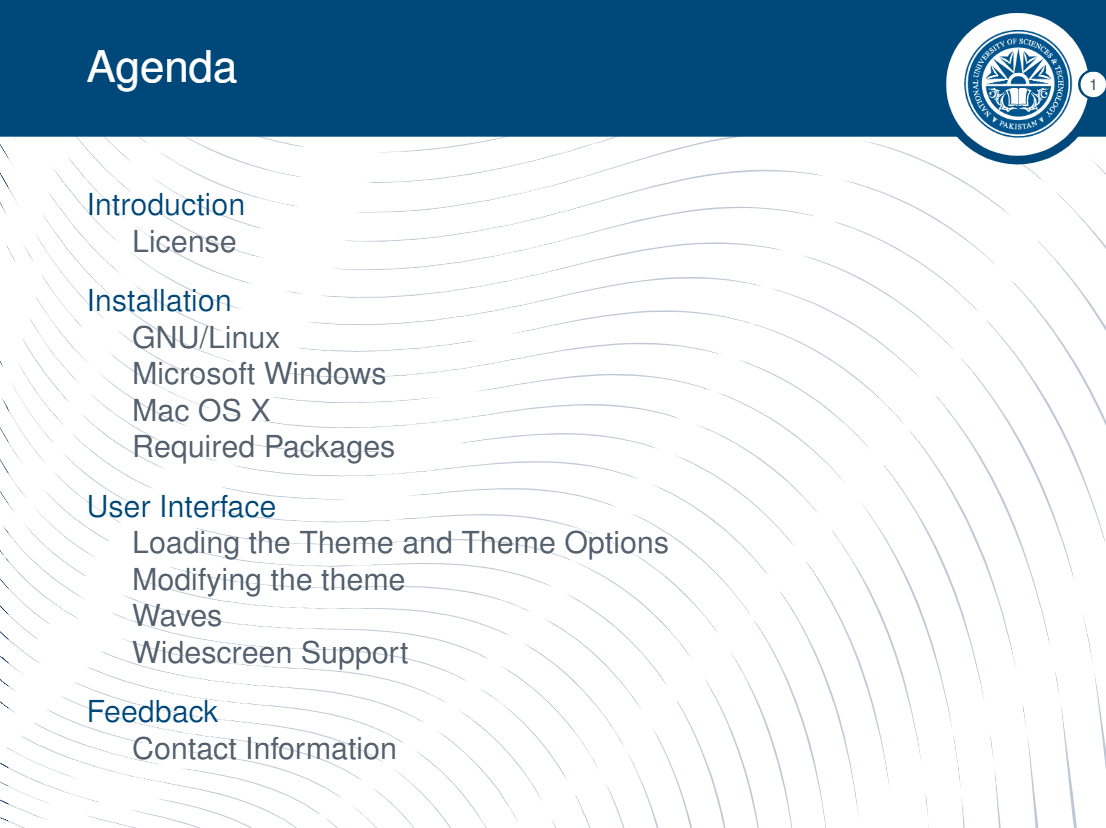 Agenda
NATIONAL UNIVERSITY OF SCIENCES & TECHNOLOGY
PAKISTAN
1
Introduction
License
Installation
GNU/Linux
Microsoft Windows
Mac OS X
Required Packages
User Interface
Loading the Theme and Theme Options
Modifying the theme
Waves
Widescreen Support
Feedback
Contact Information